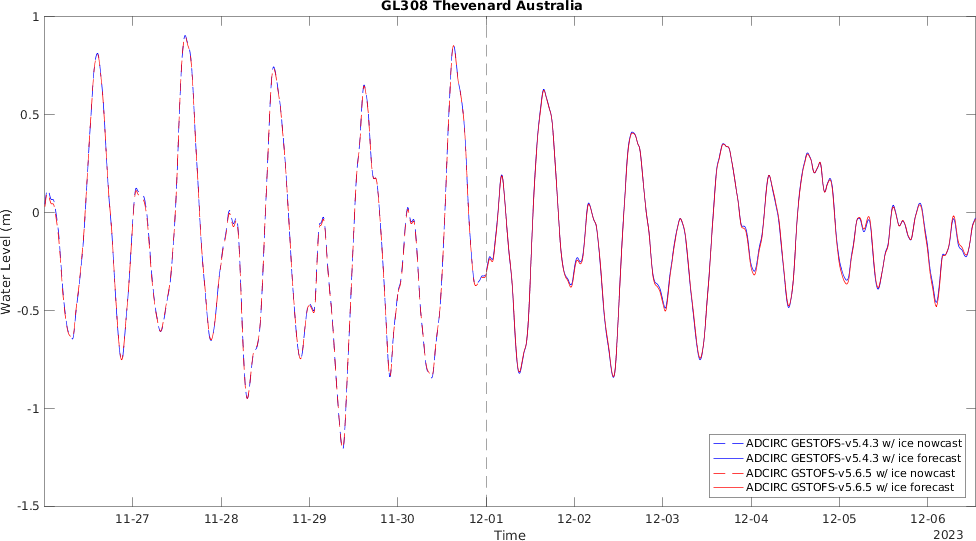 GL308 Thevenard Australia
1
0.5
0
-0.5
-1
-1.5
Water Level (m)
11-27 11-28 11-29 11-30 12-01 12-02 12-03 12-04 12-05 12-06
Time
2023
ADCIRC GESTOFS-v5.4.3 w/ ice nowcast
ADCIRC GESTOFS-v5.4.3 w/ ice forecast
ADCIRC GSTOFS-v5.6.5 w/ ice nowcast
ADCIRC GSTOFS-v5.6.5 w/ ice forecast